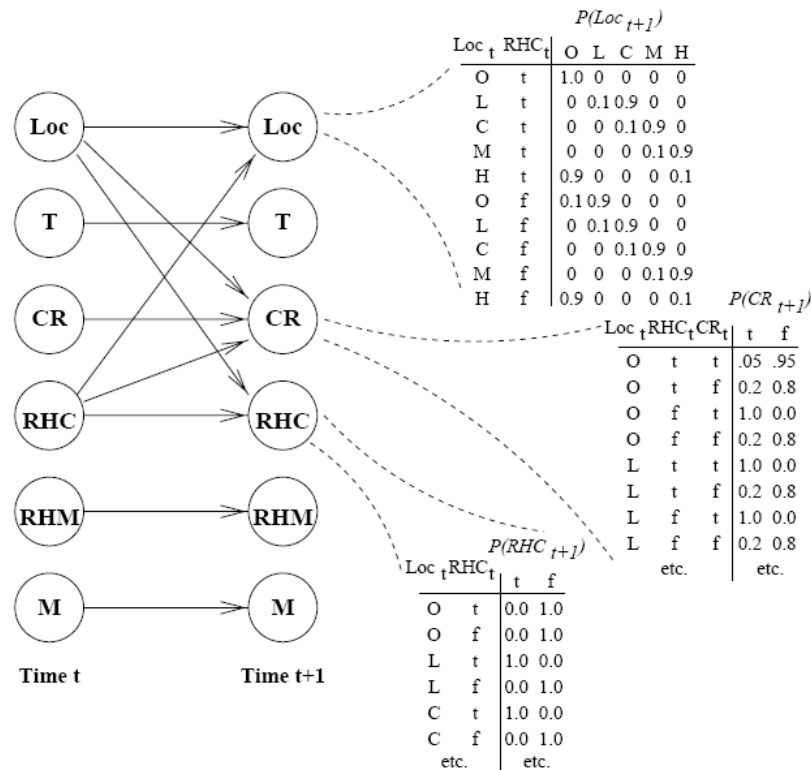 Loc
T
CR
RHC
RHM
M
Time t
Loc
T
CR
RHC
RHM
M
Time t+1
P(Loc t+1)
Loc t RHC t O L C M H
O t 1.0 0 0 0 0
L t 0 0.1 0.9 0 0
C t 0 0 0.1 0.9 0
M t 0 0 0 0.1 0.9
H t 0.9 0 0 0 0.1
O f 0.1 0.9 0 0 0
L f 0 0.1 0.9 0 0
C f 0 0 0.1 0.9 0
M f 0 0 0 0.1 0.9
H f 0.9 0 0 0 0.1
P(CR t+1)
Loc t RHC t CR t t f
O t t .05 .95
O t f 0.2 0.8
O f t 1.0 0.0
O f f 0.2 0.8
L t t 1.0 0.0
L t f 0.2 0.8
L f t 1.0 0.0
L f f 0.2 0.8
etc. etc.
P(RHC t+1)
Loc t RHC t t f
O t 0.0 1.0
O f 0.0 1.0
L t 1.0 0.0
L f 0.0 1.0
C t 1.0 0.0
C f 0.0 1.0
etc. etc.